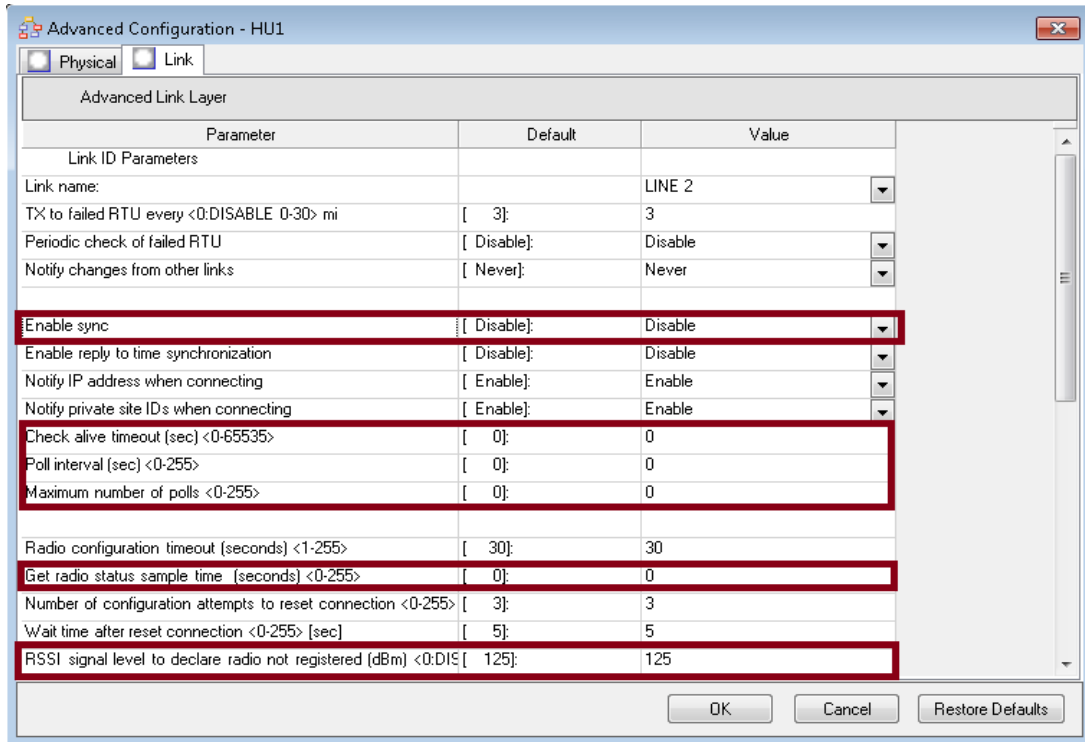 Advanced Configuration - HU1
Physical Link
Advanced Link Layer
Parameter Default Value
Link ID Parameters
Link name: LINE 2
TX to failed RTU every <0:DISABLE 0-30> mi [ 3]: 3
Periodic check of failed RTU [ Disable]: Disable
Notify changes from other links [ Never]: Never
Enable sync [ Disable]: Disable
Enable reply to time synchronization [ Disable]: Disable
Notify IP address when connecting [ Enable]: Enable
Notify private site IDs when connecting [ Enable]: Enable
Check alive timeout (sec) <0-65535> [ 0]: 0
Poll interval (sec) <0-255> [ 0]: 0
Maximum number of polls <0-255> [ 0]: 0
Radio configuration timeout (seconds) <1-255> [ 30]: 30
Get radio status sample time (seconds) <0-255> [ 0]: 0
Number of configuration attempts to reset connection <0-255> [ 3]: 3
Wait time after reset connection <0-255> [sec] [ 5]: 5
RSSI signal level to declare radio not registered (dBm) <0:DIS [ 125]: 125
OK Cancel Restore Defaults